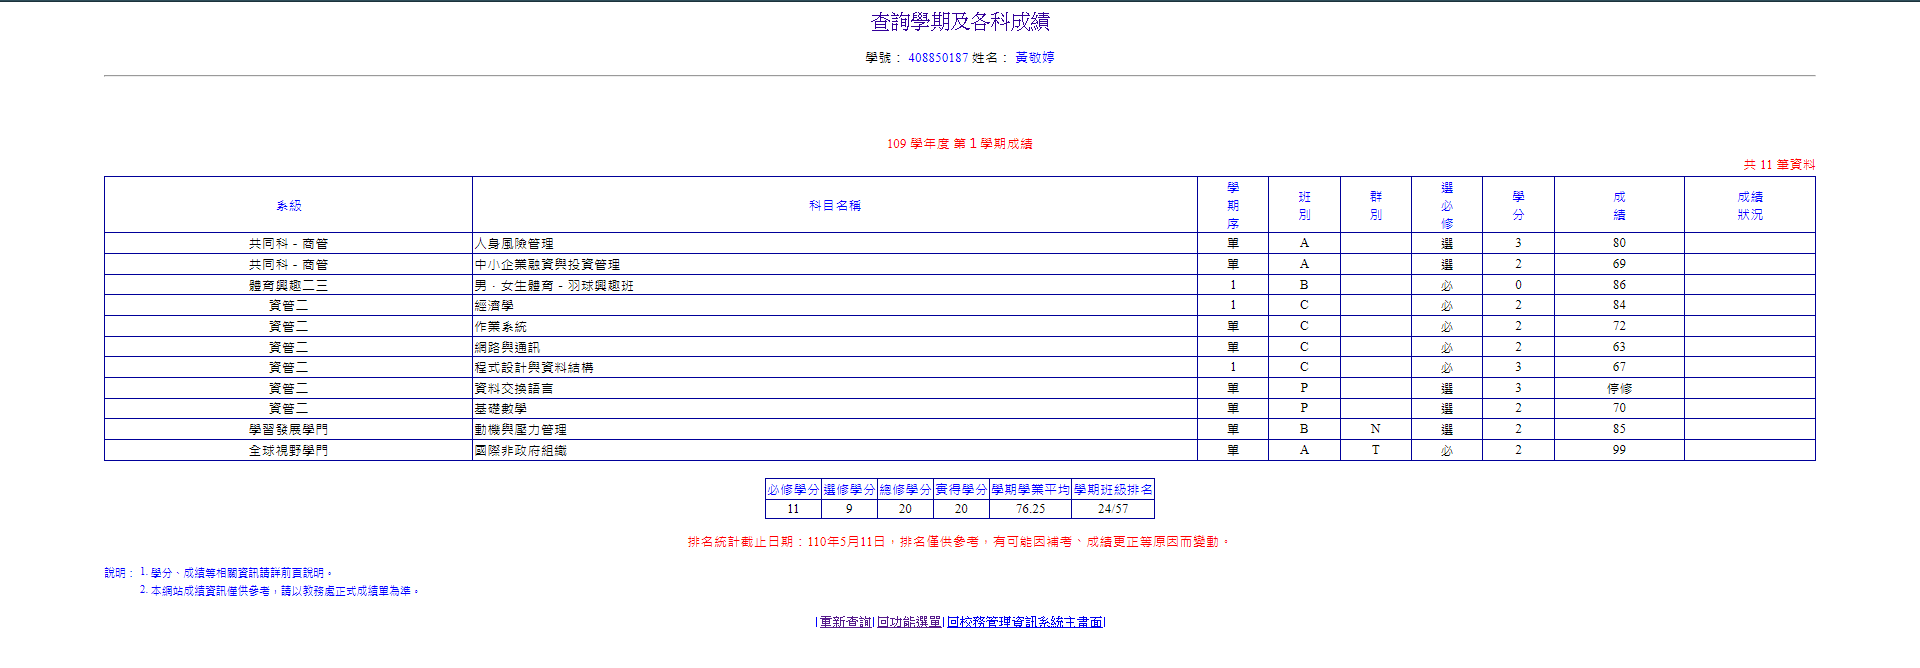 查詢學期及各科成績
學號： 408850187 姓名： 黃敬婷
109 學年度 第 1 學期成績
共 11 筆資料
系級 科目名稱 學期序 班別 群別 選必修 學分 成績 成績狀況
共同科－商管 人身風險管理 單 A 選 3 80
共同科－商管 中小企業融資與投資管理 單 A 選 2 69
體育興趣二三 男．女生體育－羽球興趣班 1 B 必 0 86
資管二 經濟學 1 C 必 2 84
資管二 作業系統 單 C 必 2 72
資管二 網路與通訊 單 C 必 2 63
資管二 程式設計與資料結構 1 C 必 3 67
資管二 資料交換語言 單 P 選 3 停修
資管二 基礎數學 單 P 選 2 70
學習發展學門 動機與壓力管理 單 B N 選 2 85
全球視野學門 國際非政府組織 單 A T 必 2 99
必修學分 選修學分 總修學分 實得學分 學期學業平均 學期班級排名
11 9 20 20 76.25 24/57
排名統計截止日期：110年5月11日，排名僅供參考，有可能因補考、成績更正等原因而變動。
說明： 1. 學分、成績等相關資訊請詳前頁說明。
2. 本網站成績資訊僅供參考，請以教務處正式成績單為準。
|重新查詢|回功能選單|回校務管理資訊系統主畫面|